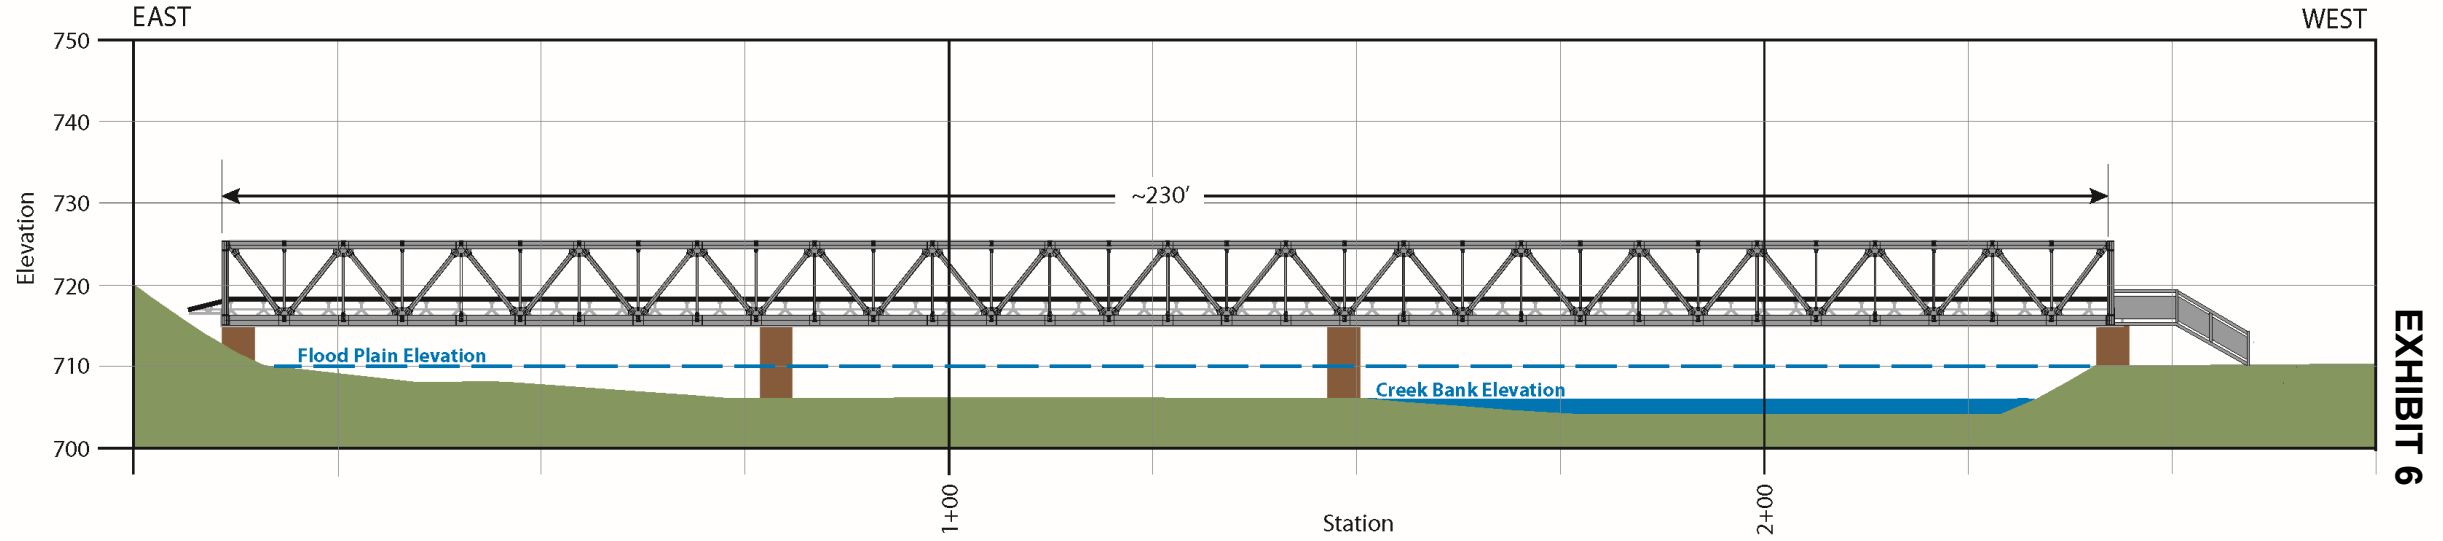 EAST
WEST
750
740
730
720
710
700
Elevation
~230’
Flood Plain Elevation
Creek Bank Elevation
1+00
2+00
Station
EXHIBIT 6